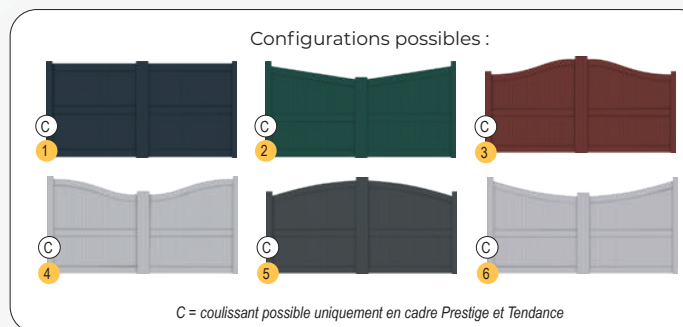 Configurations possibles :
C
1
C
2
C
3
C
4
C
5
C
6
C = coulissant possible uniquement en cadre Prestige et Tendance